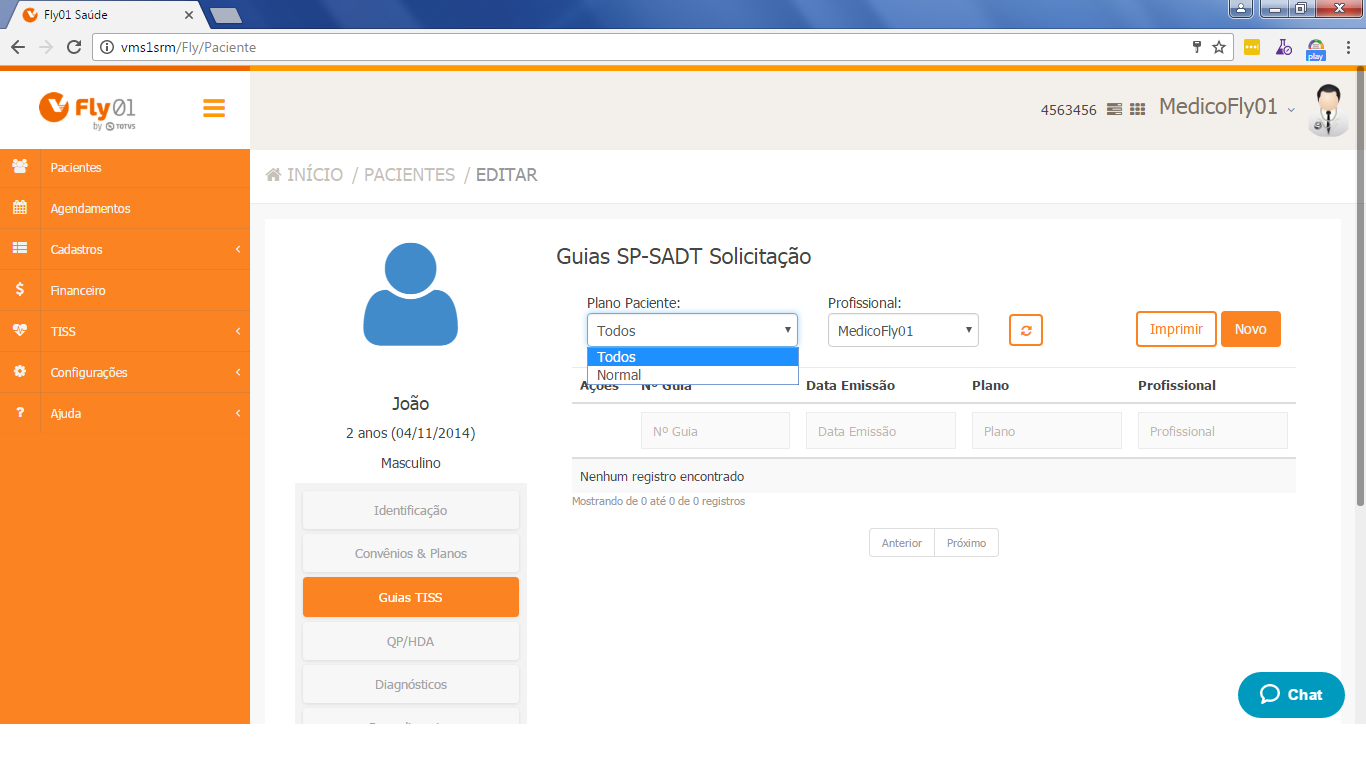 Fly01 Saúde
vms1srm/Fly/Paciente
play
Fly01
by TOTVS
4563456
MedicoFly01
Pacientes
Agendamentos
Cadastros
Financeiro
TISS
Configurações
Ajuda
INÍCIO / PACIENTES / EDITAR
João
2 anos (04/11/2014)
Masculino
Identificação
Convênios & Planos
Guias TISS
QP/HDA
Diagnósticos
Guias SP-SADT Solicitação
Plano Paciente:
Profissional:
Todos
MedicoFly01
Imprimir
Novo
Todos
Normal
Ações Nº Guia Data Emissão Plano Profissional
Nº Guia Data Emissão Plano Profissional
Nenhum registro encontrado
Mostrando de 0 até 0 de 0 registros
Anterior Próximo
Chat